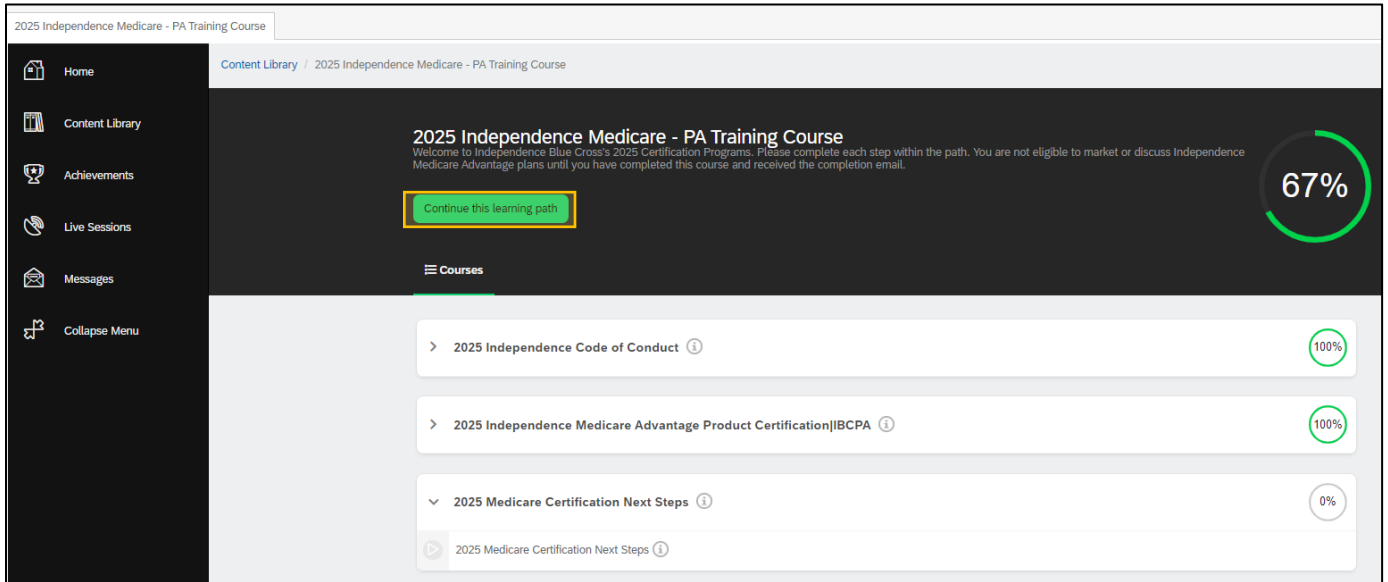 2025 Independence Medicare - PA Training Course
Home
Content Library
Achievements
Live Sessions
Messages
Collapse Menu
Content Library / 2025 Independence Medicare - PA Training Course
2025 Independence Medicare - PA Training Course
Welcome to Independence Blue Cross's 2025 Certification Programs. Please complete each step within the path. You are not eligible to market or discuss Independence
Medicare Advantage plans until you have completed this course and received the completion email.
67%
Continue this learning path
Courses
2025 Independence Code of Conduct
100%
2025 Independence Medicare Advantage Product Certification|IBCPA
100%
2025 Medicare Certification Next Steps
0%
2025 Medicare Certification Next Steps